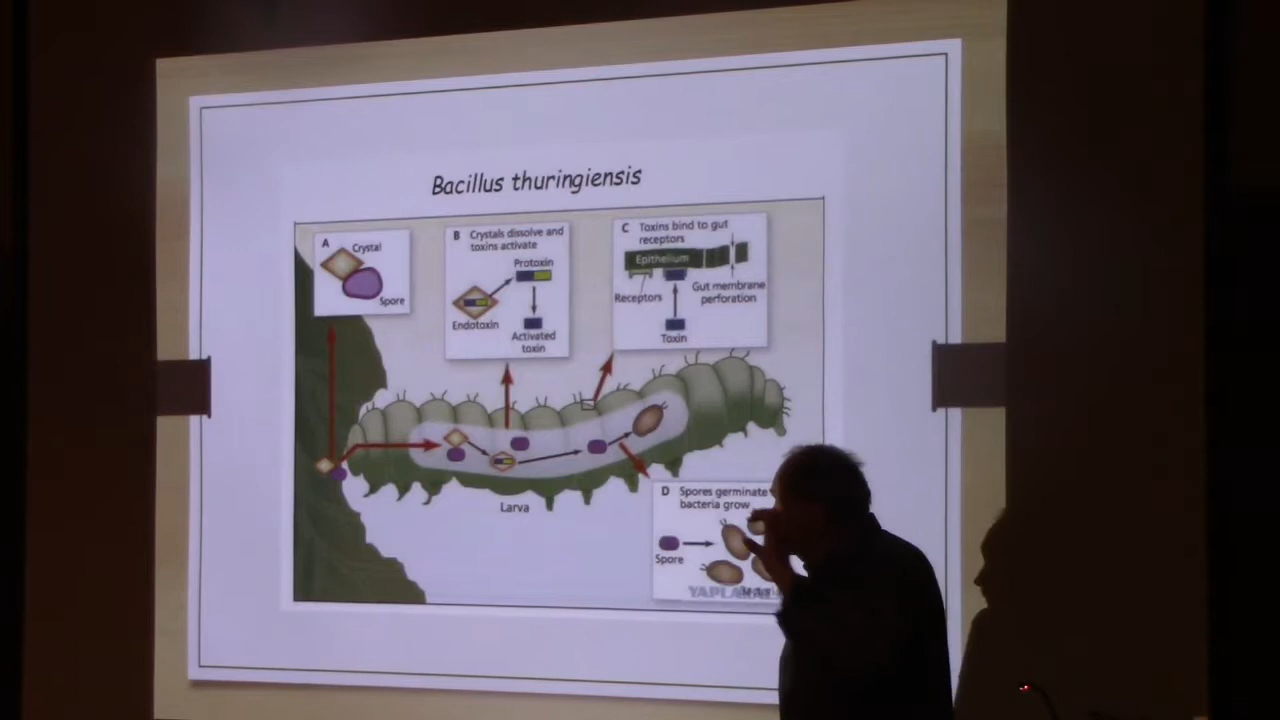 Bacillus thuringiensis
A
Crystal
Spore
B Crystals dissolve and
toxins activate
Protoxin
Endotoxin
Activated
toxin
C Toxins bind to gut
receptors
Epithelium
Receptors
Gut membrane
perforation
Toxin
Larva
D Spores germinate
bacteria grow
Spore